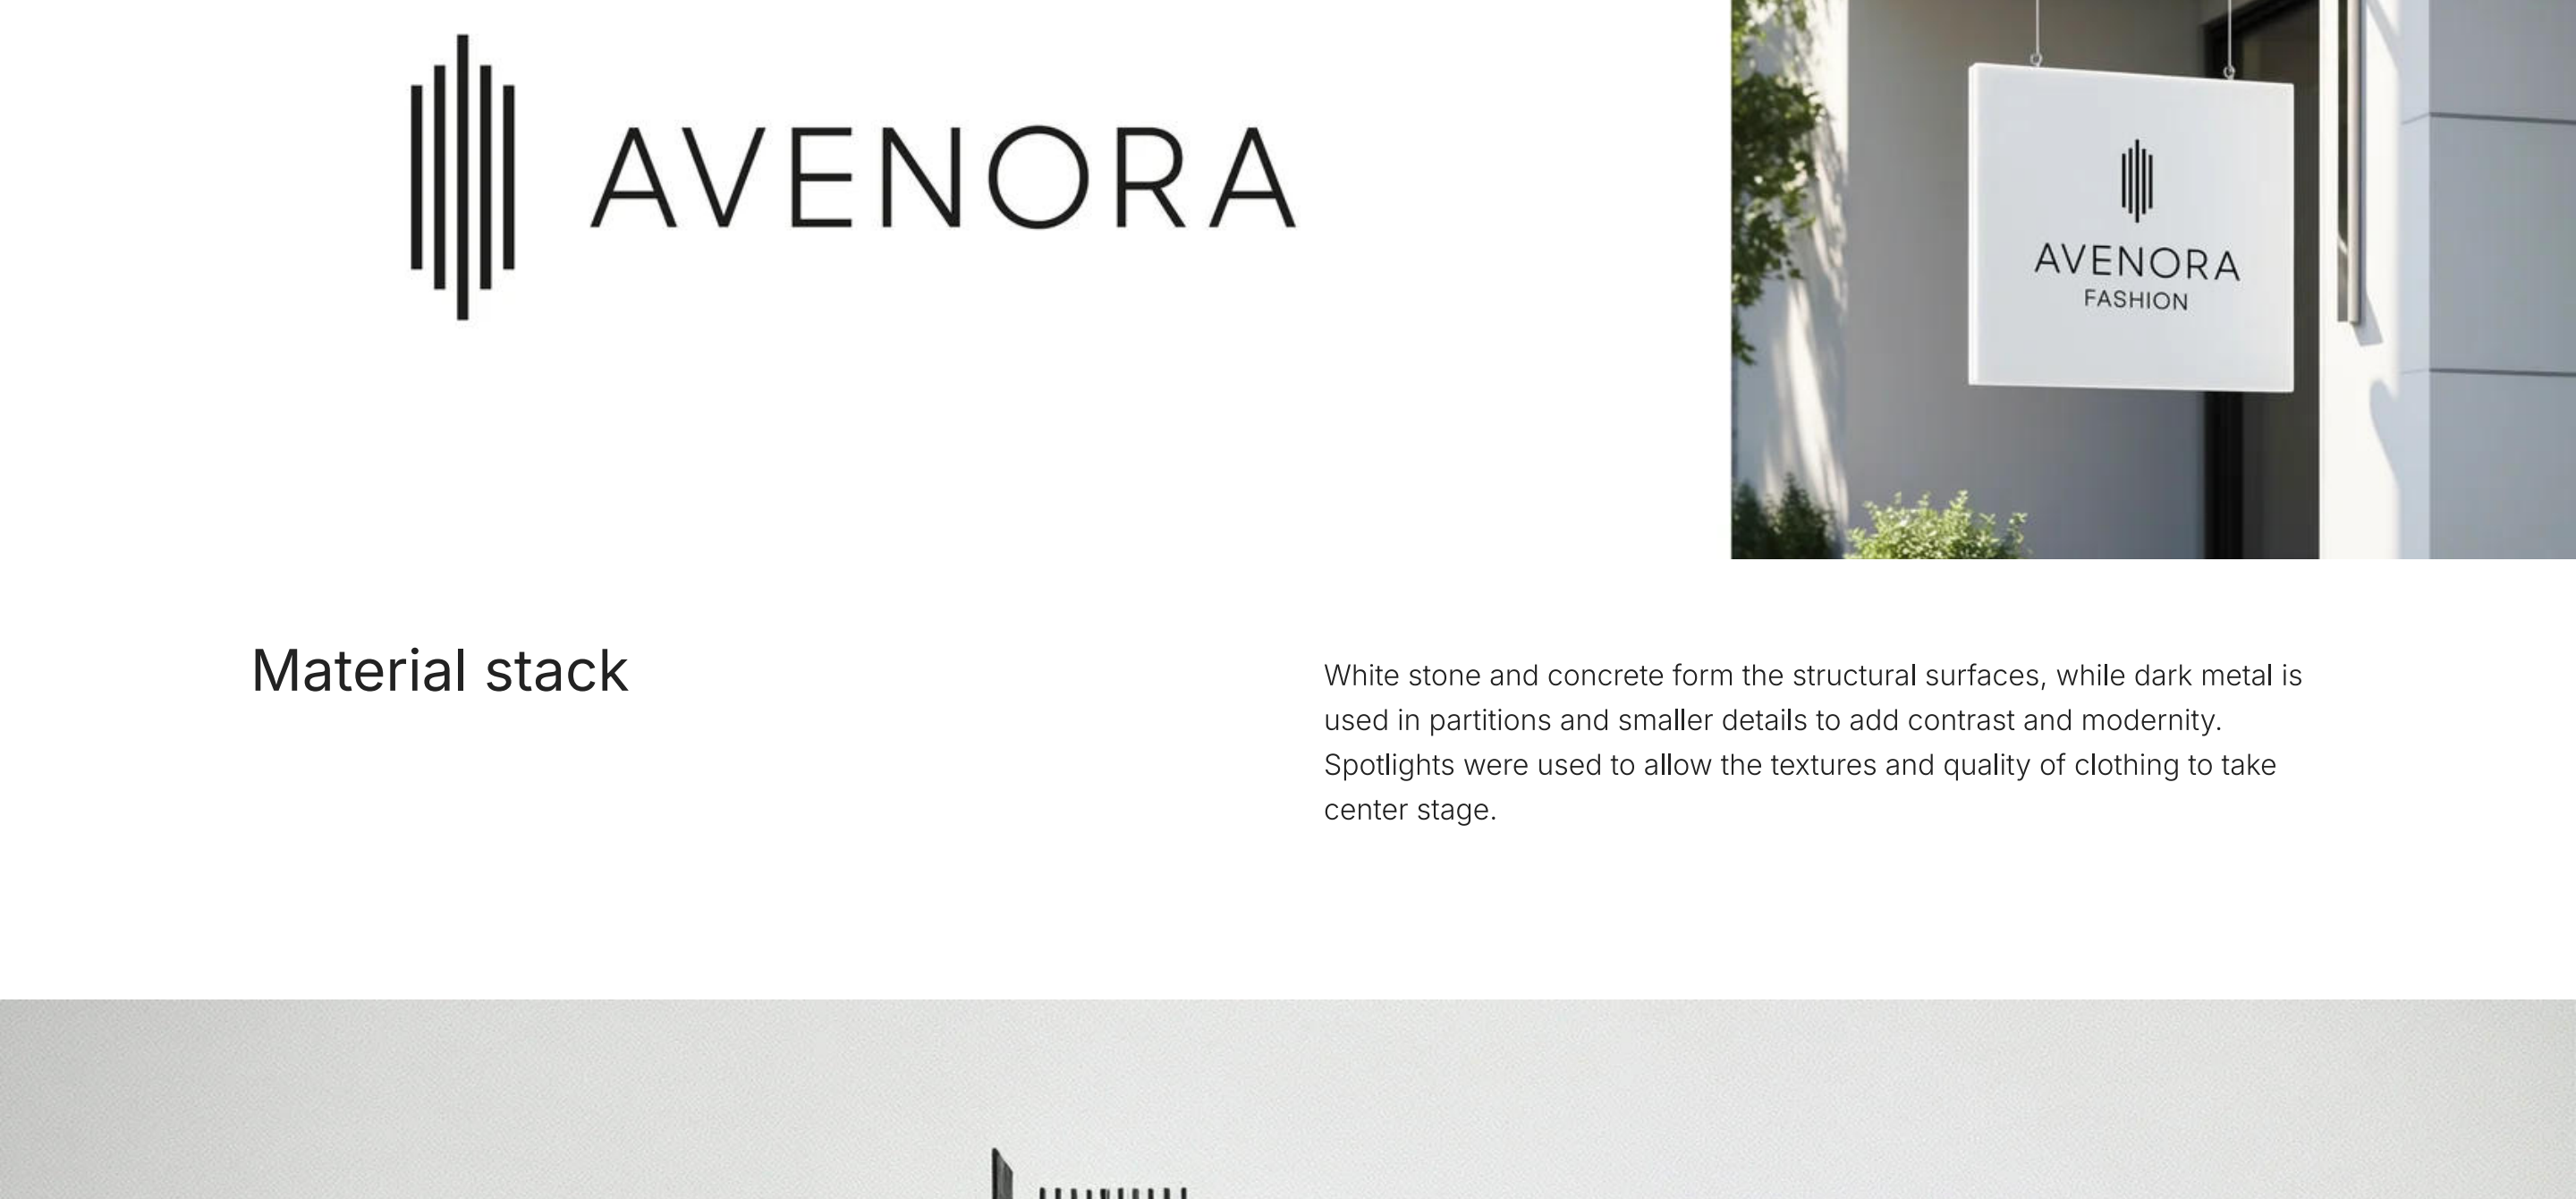 AVENORA
AVENORA
FASHION
Material stack
White stone and concrete form the structural surfaces, while dark metal is
used in partitions and smaller details to add contrast and modernity.
Spotlights were used to allow the textures and quality of clothing to take
center stage.